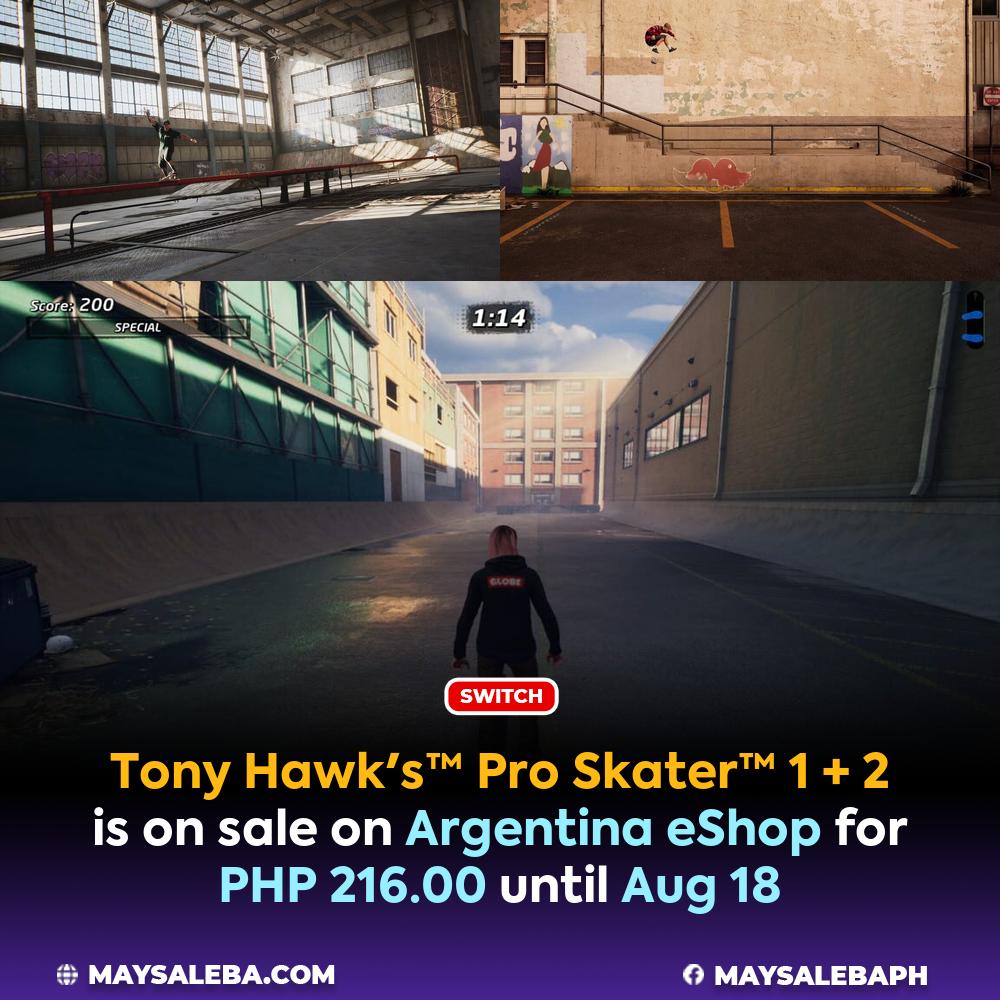 Score: 200
SPECIAL
1:14
C
GLOBE
SWITCH
Tony Hawk's™ Pro Skater™ 1 + 2
is on sale on Argentina eShop for
PHP 216.00 until Aug 18
MAYSALEBA.COM
MAYSALEBAPH